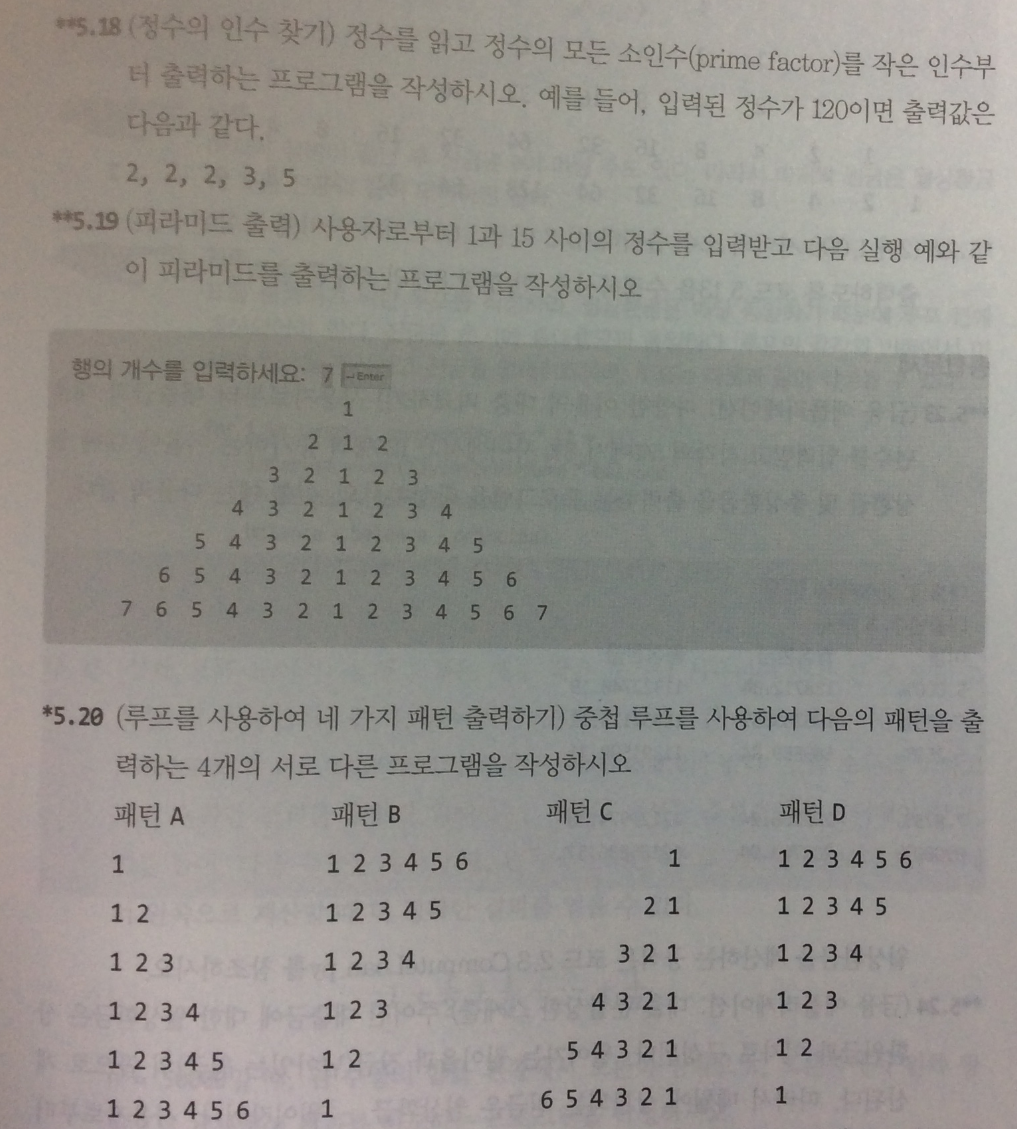 **5.18 (정수의 인수 찾기) 정수를 읽고 정수의 모든 소인수(prime factor)를 작은 인수부
터 출력하는 프로그램을 작성하시오. 예를 들어, 입력된 정수가 120이면 출력값은
다음과 같다.
2, 2, 2, 3, 5
**5.19 (피라미드 출력) 사용자로부터 1과 15 사이의 정수를 입력받고 다음 실행 예와 같
이 피라미드를 출력하는 프로그램을 작성하시오
행의 개수를 입력하세요: 7 ↵Enter
1
2 1 2
3 2 1 2 3
4 3 2 1 2 3 4
5 4 3 2 1 2 3 4 5
6 5 4 3 2 1 2 3 4 5 6
7 6 5 4 3 2 1 2 3 4 5 6 7
*5.20 (루프를 사용하여 네 가지 패턴 출력하기) 중첩 루프를 사용하여 다음의 패턴을 출
력하는 4개의 서로 다른 프로그램을 작성하시오
패턴 A 패턴 B 패턴 C 패턴 D
1 1 2 3 4 5 6 1 1 2 3 4 5 6
1 2 1 2 3 4 5 2 1 1 2 3 4 5
1 2 3 1 2 3 4 3 2 1 1 2 3 4
1 2 3 4 1 2 3 4 3 2 1 1 2 3
1 2 3 4 5 1 2 5 4 3 2 1 1 2
1 2 3 4 5 6 1 6 5 4 3 2 1 1